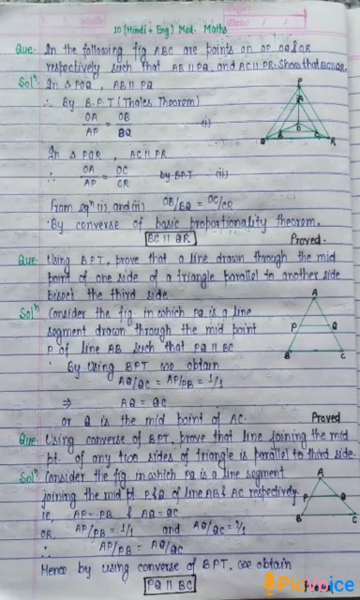 10 (Hindi + Eng) Med. Maths
Que- In the following fig ABC are points on OP, OQ & OR
respectively such that AB || PQ, and AC || PR. Show that BC || QR.
Solⁿ In Δ POQ, AB || PQ
∴ By B.P.T (Thales Theorem)
OA/AP = OB/BQ (i)
In Δ POR, AC || PR
∴ OA/AP = OC/CR by BPT (ii)
From eqⁿ (i) and (ii) OB/BQ = OC/CR
∴ By converse of basic proportionality theorem.
BC || QR Proved.
Que- Using B.P.T, prove that a line drawn through the mid
point of one side of a triangle parallel to another side
bisect the third side.
Solⁿ Consider the fig. in which PQ is a line
segment drawn through the mid point
P of line AB such that PQ || BC
∴ By using BPT we obtain
AQ/QC = AP/PB = 1/1
⇒ AQ = QC
or Q is the mid point of AC. Proved
Que- Using converse of B.P.T, prove that line joining the mid
pt. of any two sides of triangle is parallel to third side.
Solⁿ Consider the fig in which PQ is a line segment
joining the mid pt. P & Q of line AB & AC respectively
ie, AP = PB & AQ = QC
OR. AP/PB = 1/1 and AQ/QC = 1/1
∴ AP/PB = AQ/QC
Hence by using converse of BPT, we obtain
PQ || BC
PicVoice